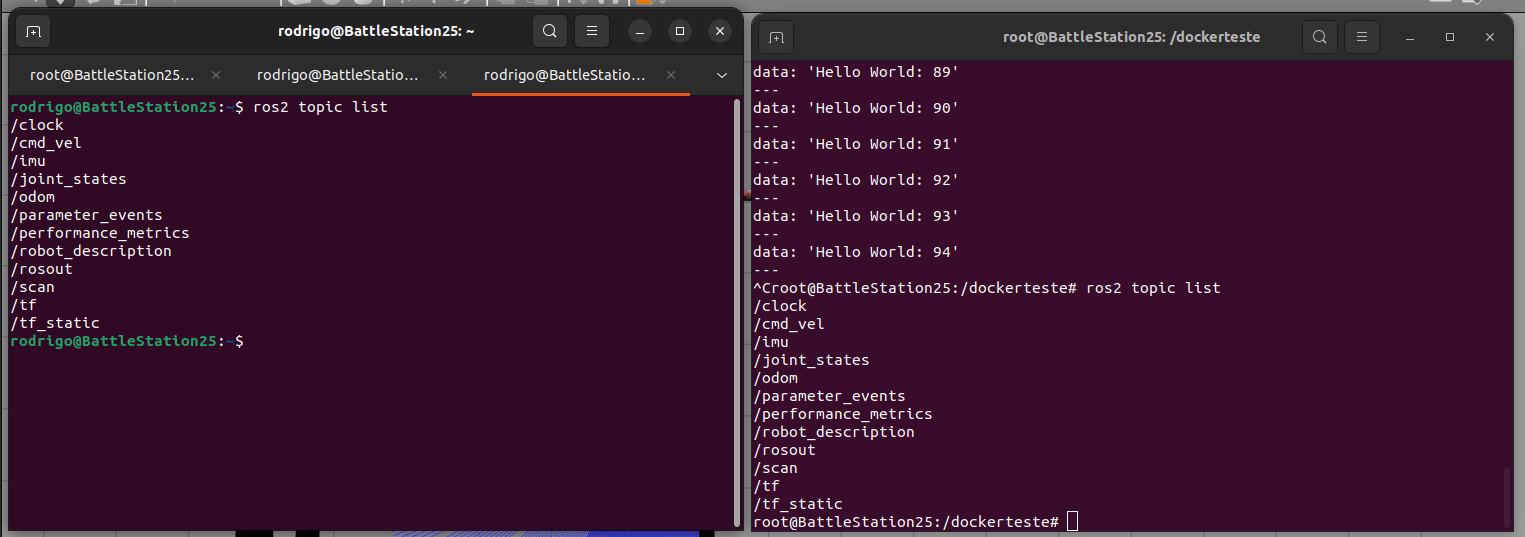 rodrigo@BattleStation25: ~
root@BattleStation25...
rodrigo@BattleStatio...
rodrigo@BattleStatio...
rodrigo@BattleStation25:~$ ros2 topic list
/clock
/cmd_vel
/imu
/joint_states
/odom
/parameter_events
/performance_metrics
/robot_description
/rosout
/scan
/tf
/tf_static
rodrigo@BattleStation25:~$
root@BattleStation25: /dockerteste
data: 'Hello World: 89'
---
data: 'Hello World: 90'
---
data: 'Hello World: 91'
---
data: 'Hello World: 92'
---
data: 'Hello World: 93'
---
data: 'Hello World: 94'
---
^Croot@BattleStation25:/dockerteste# ros2 topic list
/clock
/cmd_vel
/imu
/joint_states
/odom
/parameter_events
/performance_metrics
/robot_description
/rosout
/scan
/tf
/tf_static
root@BattleStation25:/dockerteste#